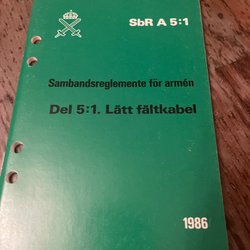 SbR A 5:1
Sambandsreglemente för armén
Del 5:1. Lätt fältkabel
1986